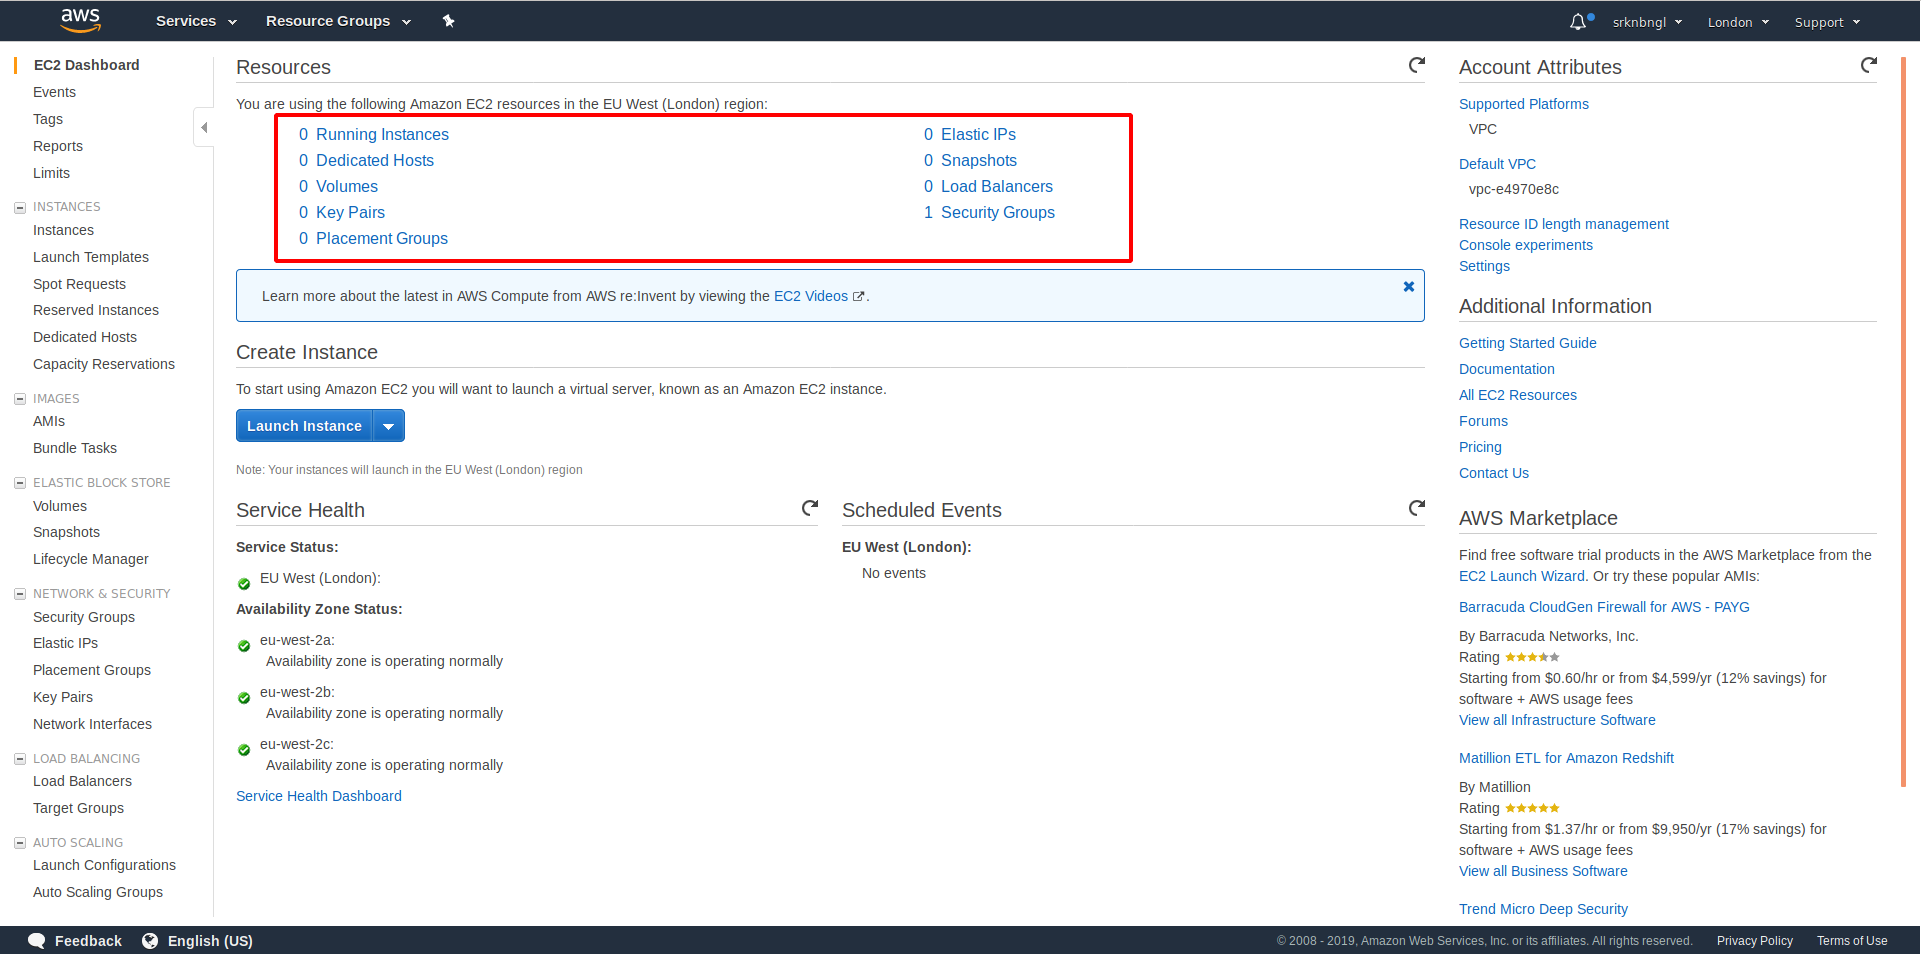 aws Services Resource Groups srknbngl London Support
EC2 Dashboard
Events
Tags
Reports
Limits
INSTANCES
Instances
Launch Templates
Spot Requests
Reserved Instances
Dedicated Hosts
Capacity Reservations
IMAGES
AMIs
Bundle Tasks
ELASTIC BLOCK STORE
Volumes
Snapshots
Lifecycle Manager
NETWORK & SECURITY
Security Groups
Elastic IPs
Placement Groups
Key Pairs
Network Interfaces
LOAD BALANCING
Load Balancers
Target Groups
AUTO SCALING
Launch Configurations
Auto Scaling Groups
Resources
You are using the following Amazon EC2 resources in the EU West (London) region:
0 Running Instances
0 Dedicated Hosts
0 Volumes
0 Key Pairs
0 Placement Groups
0 Elastic IPs
0 Snapshots
0 Load Balancers
1 Security Groups
Learn more about the latest in AWS Compute from AWS re:Invent by viewing the EC2 Videos.
Create Instance
To start using Amazon EC2 you will want to launch a virtual server, known as an Amazon EC2 instance.
Launch Instance
Note: Your instances will launch in the EU West (London) region
Service Health
Service Status:
EU West (London):
Availability Zone Status:
eu-west-2a:
Availability zone is operating normally
eu-west-2b:
Availability zone is operating normally
eu-west-2c:
Availability zone is operating normally
Service Health Dashboard
Scheduled Events
EU West (London):
No events
Account Attributes
Supported Platforms
VPC
Default VPC
vpc-e4970e8c
Resource ID length management
Console experiments
Settings
Additional Information
Getting Started Guide
Documentation
All EC2 Resources
Forums
Pricing
Contact Us
AWS Marketplace
Find free software trial products in the AWS Marketplace from the
EC2 Launch Wizard. Or try these popular AMIs:
Barracuda CloudGen Firewall for AWS - PAYG
By Barracuda Networks, Inc.
Rating
Starting from $0.60/hr or from $4,599/yr (12% savings) for
software + AWS usage fees
View all Infrastructure Software
Matillion ETL for Amazon Redshift
By Matillion
Rating
Starting from $1.37/hr or from $9,950/yr (17% savings) for
software + AWS usage fees
View all Business Software
Trend Micro Deep Security
Feedback English (US) © 2008 - 2019, Amazon Web Services, Inc. or its affiliates. All rights reserved. Privacy Policy Terms of Use